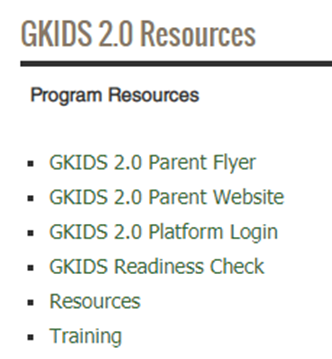 GKIDS 2.0 Resources
Program Resources
GKIDS 2.0 Parent Flyer
GKIDS 2.0 Parent Website
GKIDS 2.0 Platform Login
GKIDS Readiness Check
Resources
Training